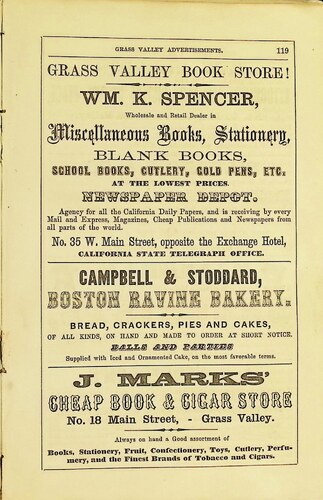 GRASS VALLEY ADVERTISEMENTS. 119
GRASS VALLEY BOOK STORE!
WM. K. SPENCER,
Wholesale and Retail Dealer in
Miscellaneous Books, Stationery,
BLANK BOOKS,
SCHOOL BOOKS, CUTLERY, GOLD PENS, ETC.
AT THE LOWEST PRICES.
NEWSPAPER DEPOT.
Agency for all the California Daily Papers, and is receiving by every
Mail and Express, Magazines, Cheap Publications and Newspapers from
all parts of the world.
No. 35 W. Main Street, opposite the Exchange Hotel,
CALIFORNIA STATE TELEGRAPH OFFICE.
CAMPBELL & STODDARD,
BOSTON RAVINE BAKERY.
BREAD, CRACKERS, PIES AND CAKES,
OF ALL KINDS, ON HAND AND MADE TO ORDER AT SHORT NOTICE.
BALLS AND PARTIES
Supplied with Iced and Ornamented Cake, on the most favorable terms.
J. MARKS'
CHEAP BOOK & CIGAR STORE
No. 18 Main Street, - Grass Valley.
Always on hand a Good assortment of
Books, Stationery, Fruit, Confectionery, Toys, Cutlery, Perfu-
mery, and the Finest Brands of Tobacco and Cigars.